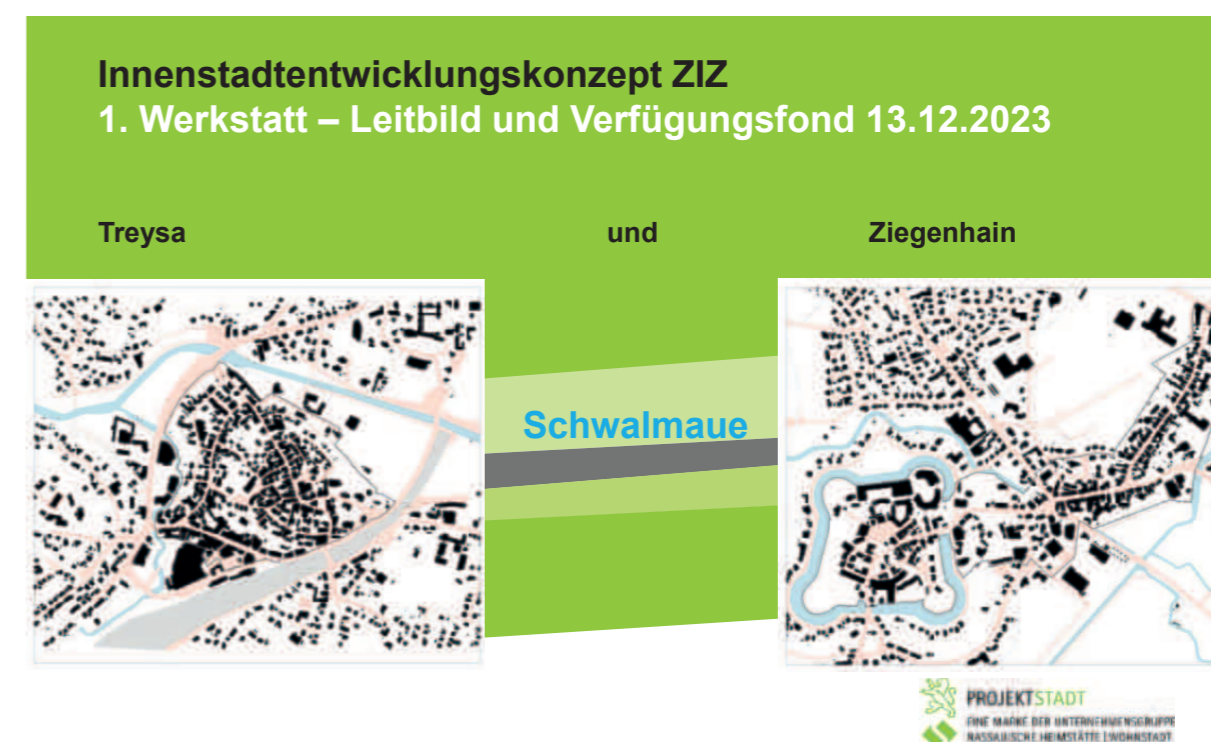 Innenstadtentwicklungskonzept ZIZ
1. Werkstatt – Leitbild und Verfügungsfond 13.12.2023
Treysa und Ziegenhain
Schwalmaue
PROJEKTSTADT
EINE MARKE DER UNTERNEHMENSGRUPPE
NASSAUISCHE HEIMSTÄTTE | WOHNSTADT